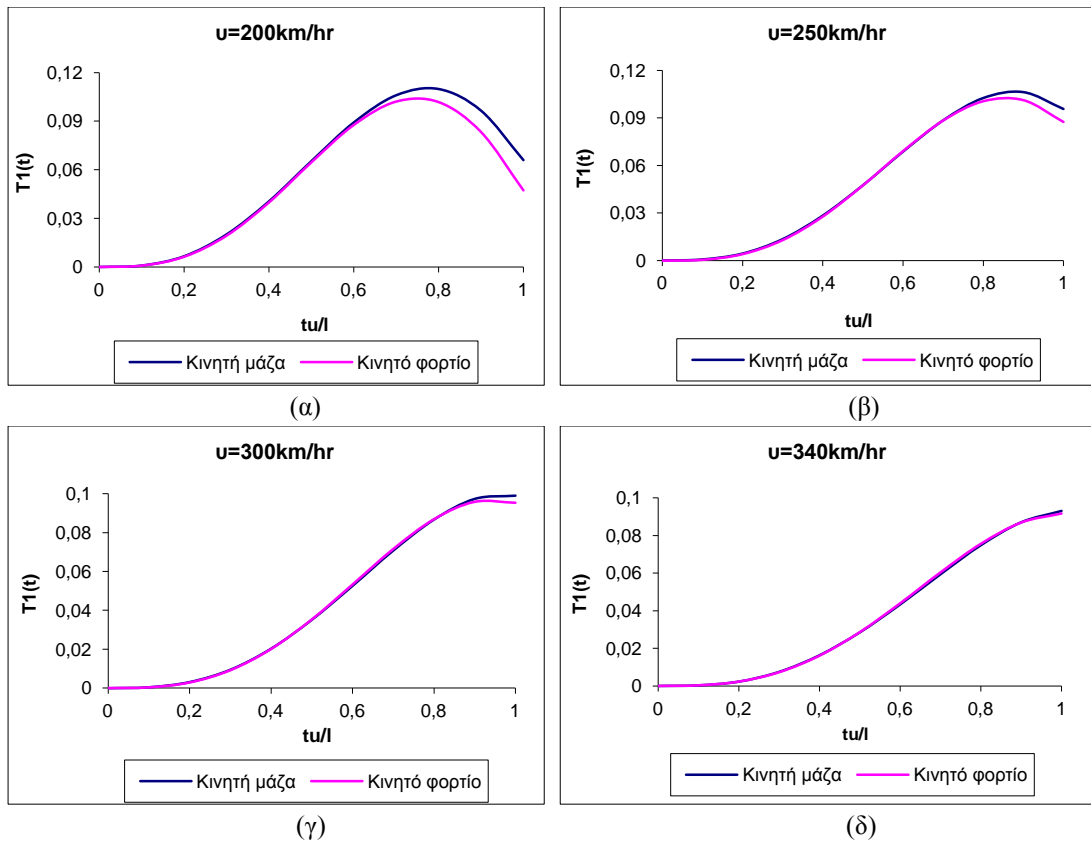 υ=200km/hr
0,12
0,09
0,06
0,03
0
T1(t)
0 0,2 0,4 0,6 0,8 1
tu/l
Κινητή μάζα Κινητό φορτίο
(α)
υ=250km/hr
0,12
0,09
0,06
0,03
0
T1(t)
0 0,2 0,4 0,6 0,8 1
tu/l
Κινητή μάζα Κινητό φορτίο
(β)
υ=300km/hr
0,1
0,08
0,06
0,04
0,02
0
T1(t)
0 0,2 0,4 0,6 0,8 1
tu/l
Κινητή μάζα Κινητό φορτίο
(γ)
υ=340km/hr
0,1
0,08
0,06
0,04
0,02
0
T1(t)
0 0,2 0,4 0,6 0,8 1
tu/l
Κινητή μάζα Κινητό φορτίο
(δ)